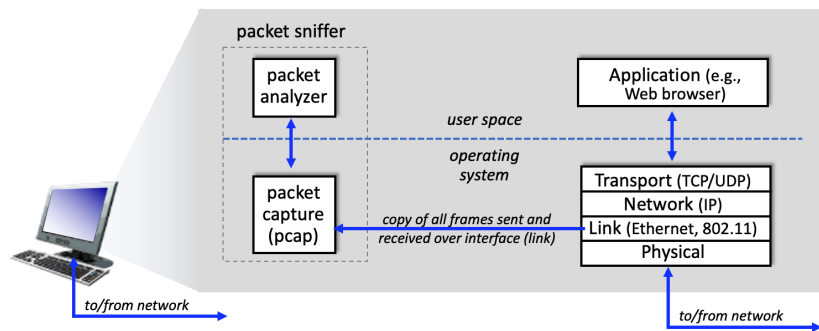 packet sniffer
packet
analyzer
Application (e.g.,
Web browser)
user space
operating
system
packet
capture
(pcap)
copy of all frames sent and
received over interface (link)
Transport (TCP/UDP)
Network (IP)
Link (Ethernet, 802.11)
Physical
to/from network
to/from network